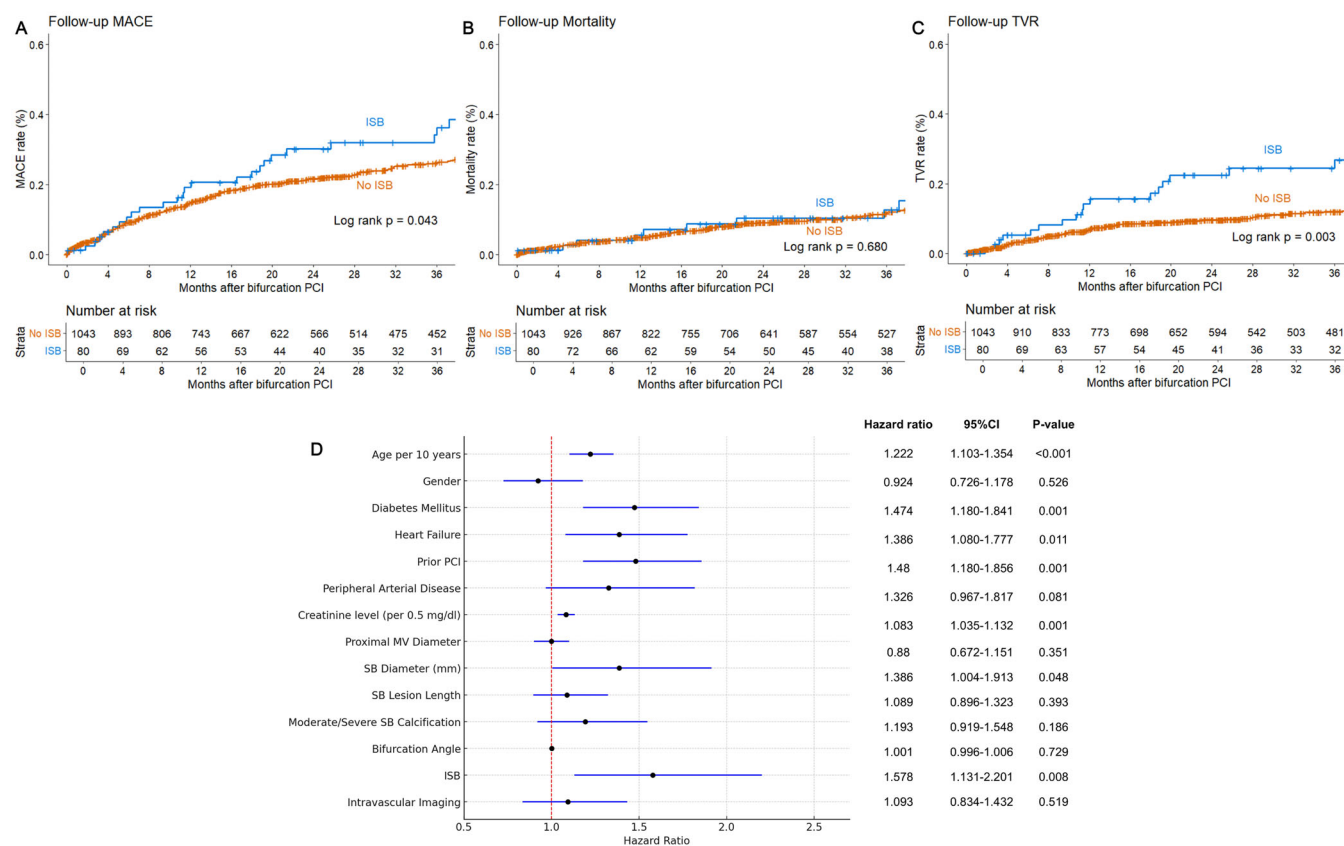 A
Follow-up MACE
0.6
0.4
0.2
0.0
MACE rate (%)
ISB
No ISB
Log rank p = 0.043
0 4 8 12 16 20 24 28 32 36
Months after bifurcation PCI
Number at risk
Strata
No ISB 1043 893 806 743 667 622 566 514 475 452
ISB 80 69 62 56 53 44 40 35 32 31
0 4 8 12 16 20 24 28 32 36
Months after bifurcation PCI
B
Follow-up Mortality
0.6
0.4
0.2
0.0
Mortality rate (%)
ISB
No ISB
Log rank p = 0.680
0 4 8 12 16 20 24 28 32 36
Months after bifurcation PCI
Number at risk
Strata
No ISB 1043 926 867 822 755 706 641 587 554 527
ISB 80 72 66 62 59 54 50 45 40 38
0 4 8 12 16 20 24 28 32 36
Months after bifurcation PCI
C
Follow-up TVR
0.6
0.4
0.2
0.0
TVR rate (%)
ISB
No ISB
Log rank p = 0.003
0 4 8 12 16 20 24 28 32 36
Months after bifurcation PCI
Number at risk
Strata
No ISB 1043 910 833 773 698 652 594 542 503 481
ISB 80 69 63 57 54 45 41 36 33 32
0 4 8 12 16 20 24 28 32 36
Months after bifurcation PCI
D
Hazard ratio 95%CI P-value
Age per 10 years 1.222 1.103-1.354 <0.001
Gender 0.924 0.726-1.178 0.526
Diabetes Mellitus 1.474 1.180-1.841 0.001
Heart Failure 1.386 1.080-1.777 0.011
Prior PCI 1.48 1.180-1.856 0.001
Peripheral Arterial Disease 1.326 0.967-1.817 0.081
Creatinine level (per 0.5 mg/dl) 1.083 1.035-1.132 0.001
Proximal MV Diameter 0.88 0.672-1.151 0.351
SB Diameter (mm) 1.386 1.004-1.913 0.048
SB Lesion Length 1.089 0.896-1.323 0.393
Moderate/Severe SB Calcification 1.193 0.919-1.548 0.186
Bifurcation Angle 1.001 0.996-1.006 0.729
ISB 1.578 1.131-2.201 0.008
Intravascular Imaging 1.093 0.834-1.432 0.519
0.5 1.0 1.5 2.0 2.5
Hazard Ratio